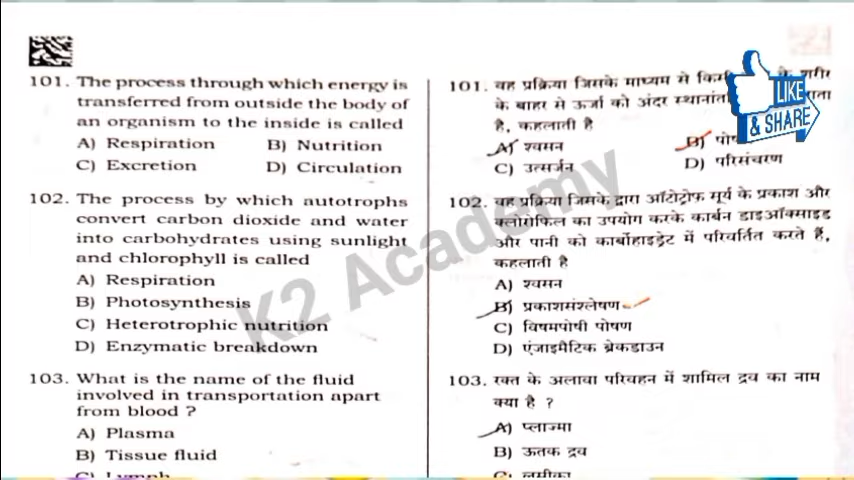 101. The process through which energy is
transferred from outside the body of
an organism to the inside is called
A) Respiration B) Nutrition
C) Excretion D) Circulation
102. The process by which autotrophs
convert carbon dioxide and water
into carbohydrates using sunlight
and chlorophyll is called
A) Respiration
B) Photosynthesis
C) Heterotrophic nutrition
D) Enzymatic breakdown
103. What is the name of the fluid
involved in transportation apart
from blood ?
A) Plasma
B) Tissue fluid
C) Lymph
101. वह प्रक्रिया जिसके माध्यम से शरीर
के बाहर से ऊर्जा को अंदर
है, कहलाती है
A) श्वसन B)
C) उत्सर्जन D) परिसंचरण
102. वह प्रक्रिया जिसके द्वारा ऑटोट्रोफ सूर्य के प्रकाश और
क्लोरोफिल का उपयोग करके कार्बन डाइऑक्साइड
और पानी को कार्बोहाइड्रेट में परिवर्तित करते हैं,
कहलाती है
A) श्वसन
B) प्रकाशसंश्लेषण
C) विषमपोषी पोषण
D) एंजाइमैटिक ब्रेकडाउन
103. रक्त के अलावा परिवहन में शामिल द्रव का नाम
क्या है ?
A) प्लाज्मा
B) ऊतक द्रव
C) लसीका
LIKE
& SHARE
K2 Academy